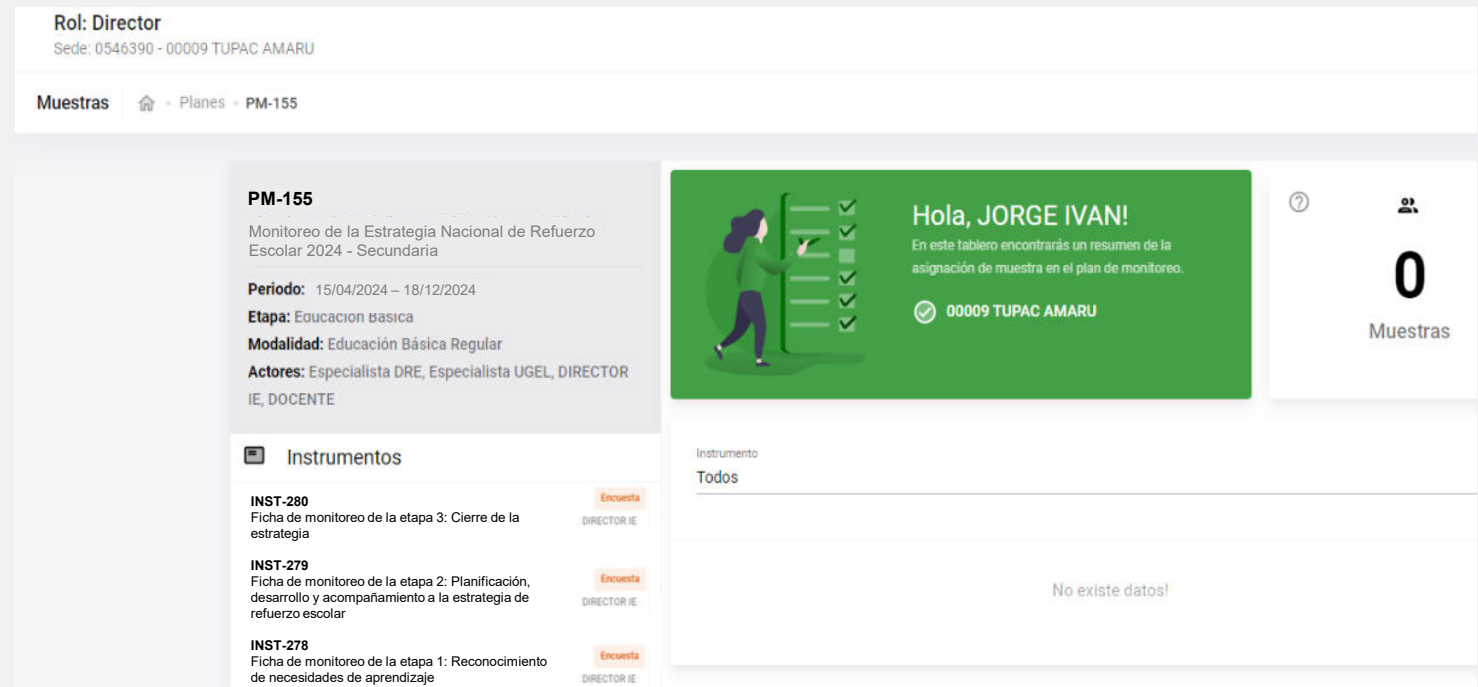 Rol: Director
Sede: 0546390 - 00009 TUPAC AMARU
Muestras
Planes
PM-155
PM-155
Monitoreo de la Estrategia Nacional de Refuerzo
Escolar 2024 - Secundaria
Periodo: 15/04/2024 – 18/12/2024
Etapa: Educación Básica
Modalidad: Educación Básica Regular
Actores: Especialista DRE, Especialista UGEL, DIRECTOR
IE, DOCENTE
Instrumentos
INST-280
Encuesta
Ficha de monitoreo de la etapa 3: Cierre de la
estrategia
DIRECTOR IE
INST-279
Ficha de monitoreo de la etapa 2: Planificación,
desarrollo y acompañamiento a la estrategia de
refuerzo escolar
Encuesta
DIRECTOR IE
INST-278
Ficha de monitoreo de la etapa 1: Reconocimiento
de necesidades de aprendizaje
Encuesta
DIRECTOR IE
Hola, JORGE IVAN!
En este tablero encontrarás un resumen de la
asignación de muestra en el plan de monitoreo.
00009 TUPAC AMARU
0
Muestras
Instrumento
Todos
No existe datos!